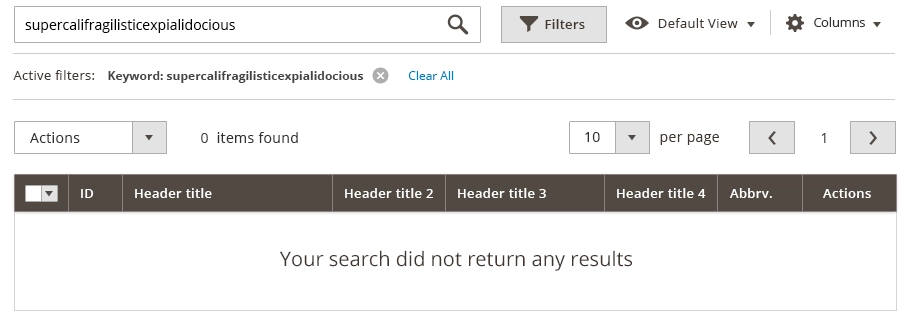 supercalifragilisticexpialidocious Filters Default View Columns
Active filters: Keyword: supercalifragilisticexpialidocious Clear All
Actions 0 items found 10 per page 1
ID Header title Header title 2 Header title 3 Header title 4 Abbrv. Actions
Your search did not return any results